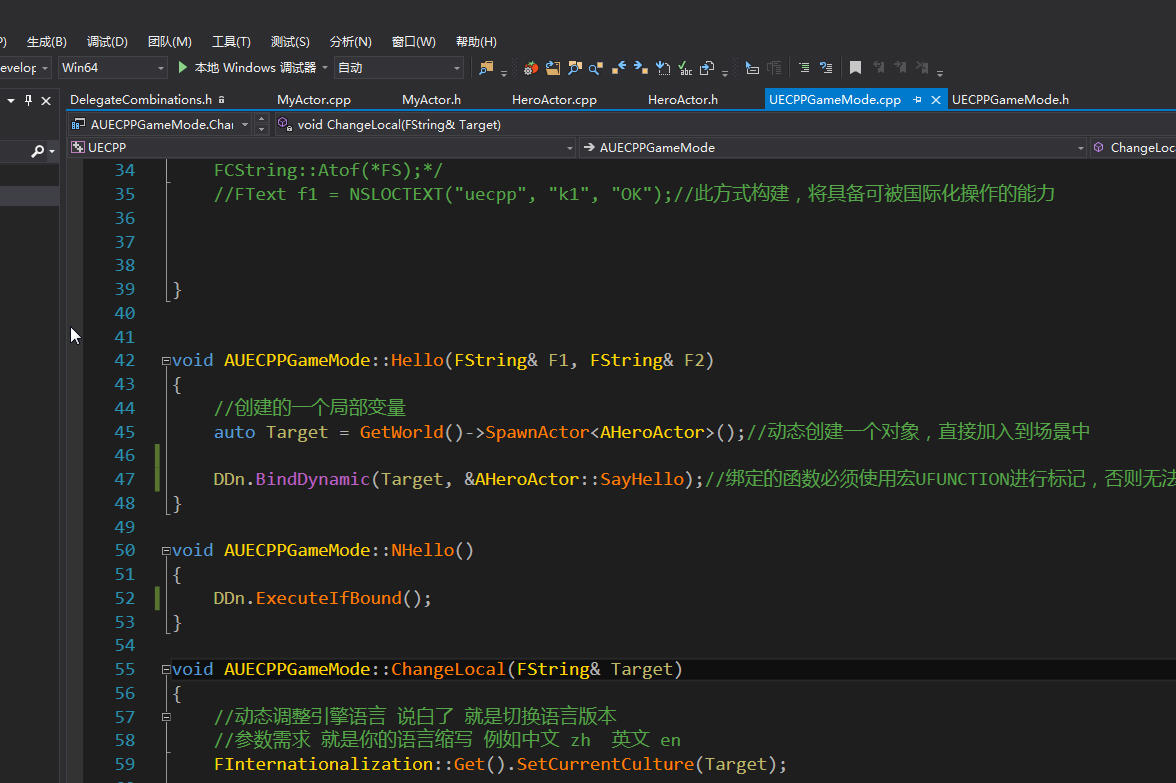 P) 生成(B) 调试(D) 团队(M) 工具(T) 测试(S) 分析(N) 窗口(W) 帮助(H)
evelop Win64 本地 Windows 调试器 自动
DelegateCombinations.h MyActor.cpp MyActor.h HeroActor.cpp HeroActor.h UECPPGameMode.cpp UECPPGameMode.h
AUECPPGameMode.Chai void ChangeLocal(FString& Target)
UECPP AUECPPGameMode ChangeLoc
34 FCString::Atof(*FS);*/
35 //FText f1 = NSLOCTEXT("uecpp", "k1", "OK");//此方式构建，将具备可被国际化操作的能力
36
37
38
39 }
40
41
42 void AUECPPGameMode::Hello(FString& F1, FString& F2)
43 {
44 //创建的一个局部变量
45 auto Target = GetWorld()->SpawnActor<AHeroActor>();//动态创建一个对象，直接加入到场景中
46
47 DDn.BindDynamic(Target, &AHeroActor::SayHello);//绑定的函数必须使用宏UFUNCTION进行标记，否则无法
48 }
49
50 void AUECPPGameMode::NHello()
51 {
52 DDn.ExecuteIfBound();
53 }
54
55 void AUECPPGameMode::ChangeLocal(FString& Target)
56 {
57 //动态调整引擎语言 说白了 就是切换语言版本
58 //参数需求 就是你的语言缩写 例如中文 zh 英文 en
59 FInternationalization::Get().SetCurrentCulture(Target);